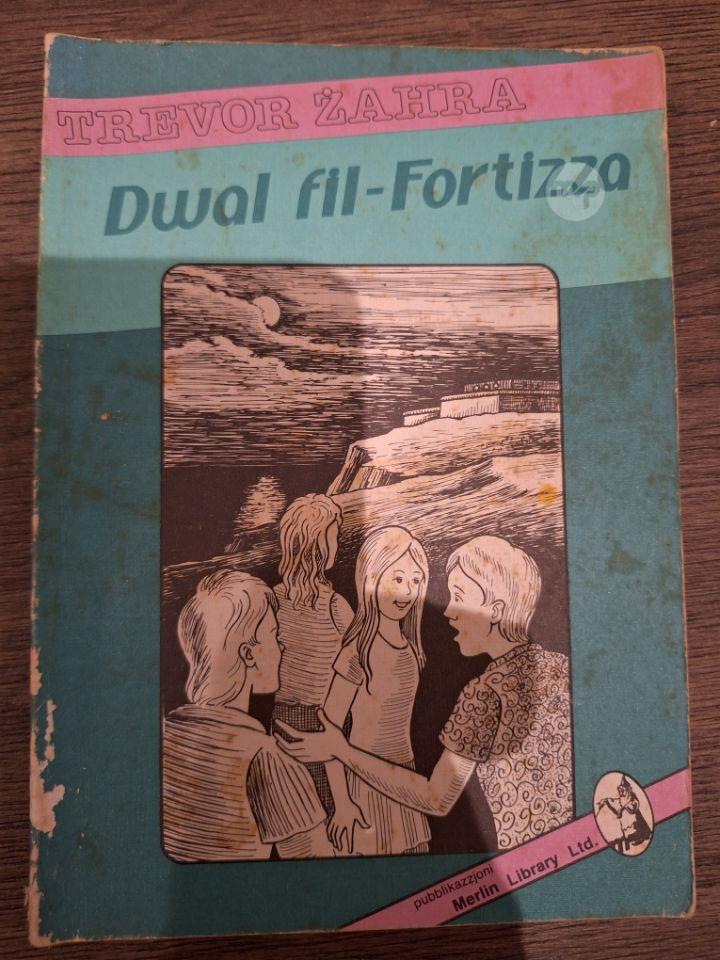 TREVOR ŻAHRA
Dwal fil-Fortizza
pubblikazzjoni
Merlin Library Ltd.